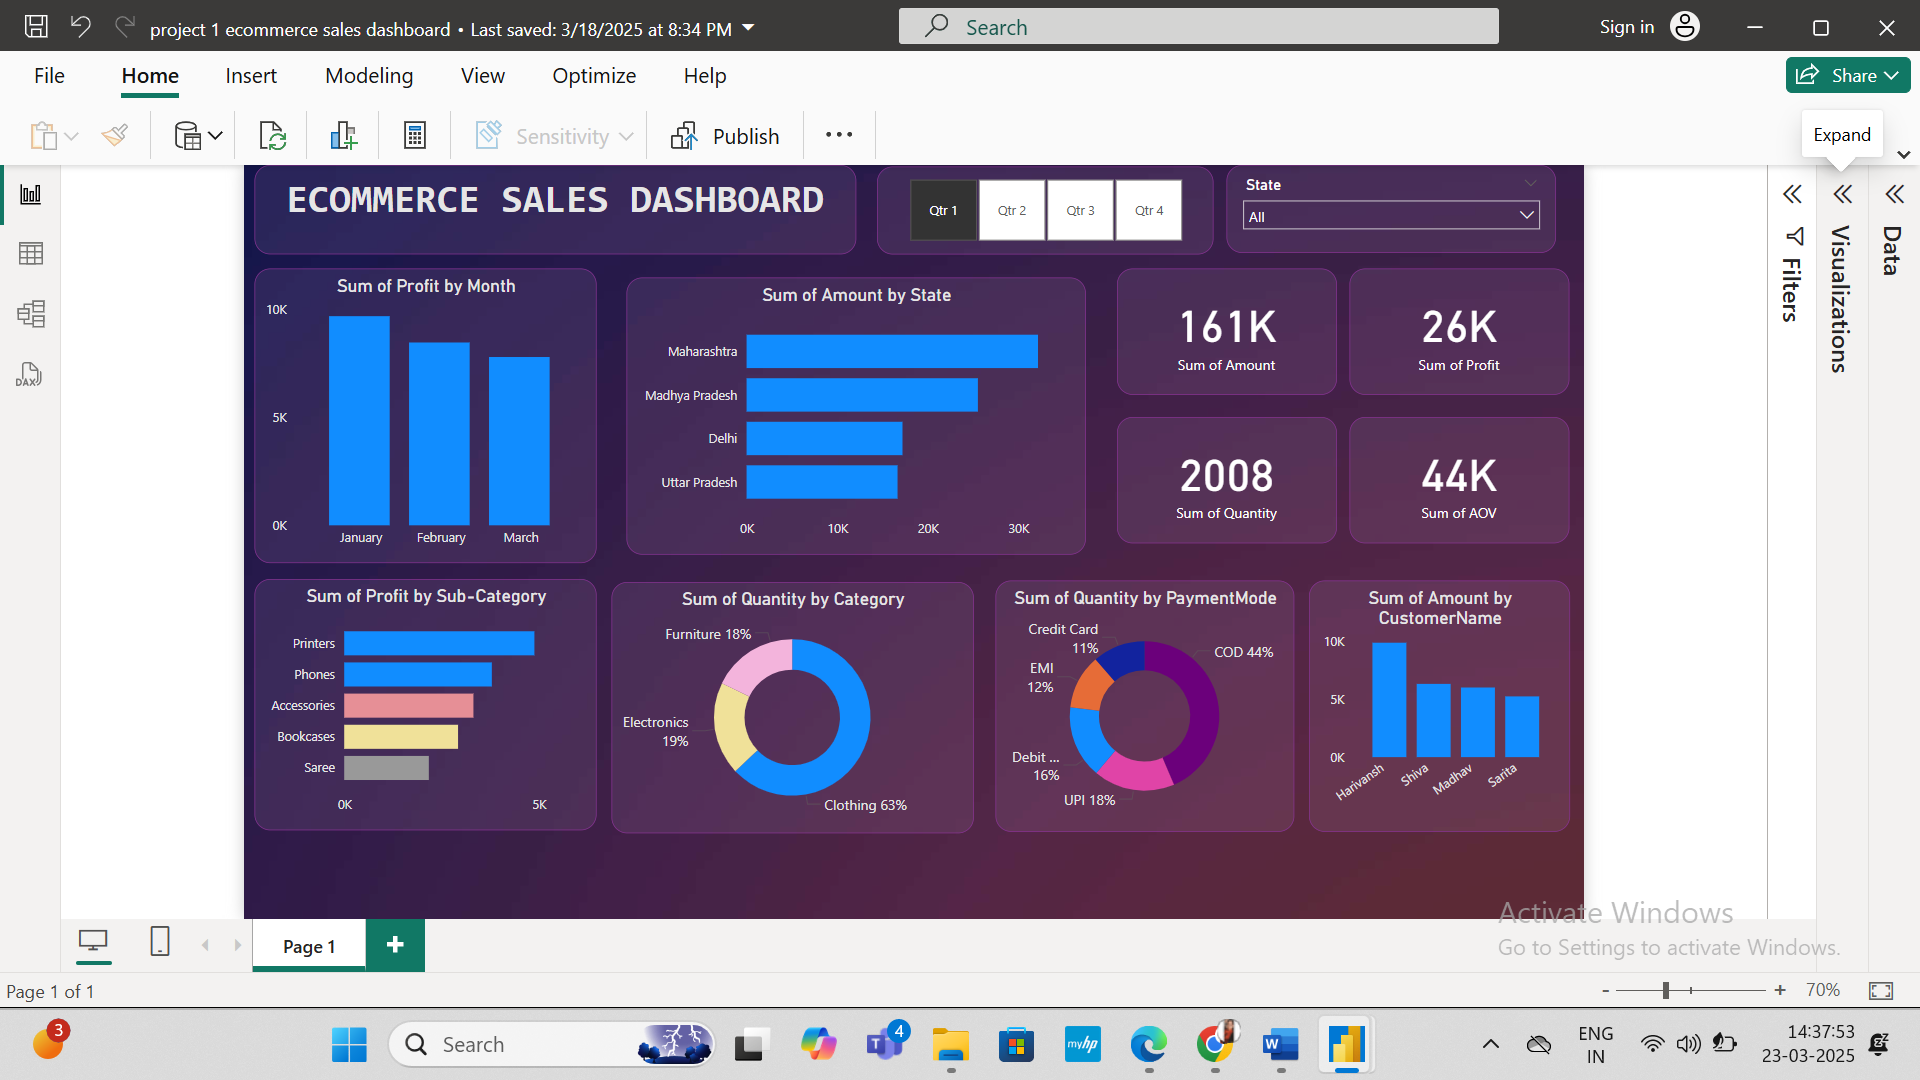 project 1 ecommerce sales dashboard • Last saved: 3/18/2025 at 8:34 PM
Search
Sign in
File
Home
Insert
Modeling
View
Optimize
Help
Share
Sensitivity
Publish
Expand
ECOMMERCE SALES DASHBOARD
Qtr 1
Qtr 2
Qtr 3
Qtr 4
State
All
Filters
Visualizations
Data
DAX
Sum of Profit by Month
10K
5K
0K
January
February
March
Sum of Amount by State
Maharashtra
Madhya Pradesh
Delhi
Uttar Pradesh
0K
10K
20K
30K
161K
Sum of Amount
26K
Sum of Profit
2008
Sum of Quantity
44K
Sum of AOV
Sum of Profit by Sub-Category
Printers
Phones
Accessories
Bookcases
Saree
0K
5K
Sum of Quantity by Category
Furniture 18%
Electronics
19%
Clothing 63%
Sum of Quantity by PaymentMode
Credit Card
11%
COD 44%
EMI
12%
Debit ...
16%
UPI 18%
Sum of Amount by
CustomerName
10K
5K
0K
Harivansh
Shiva
Madhav
Sarita
Activate Windows
Go to Settings to activate Windows.
Page 1
+
Page 1 of 1
-
+
70%
3
Search
T
4
myhp
W
ENG
IN
14:37:53
23-03-2025